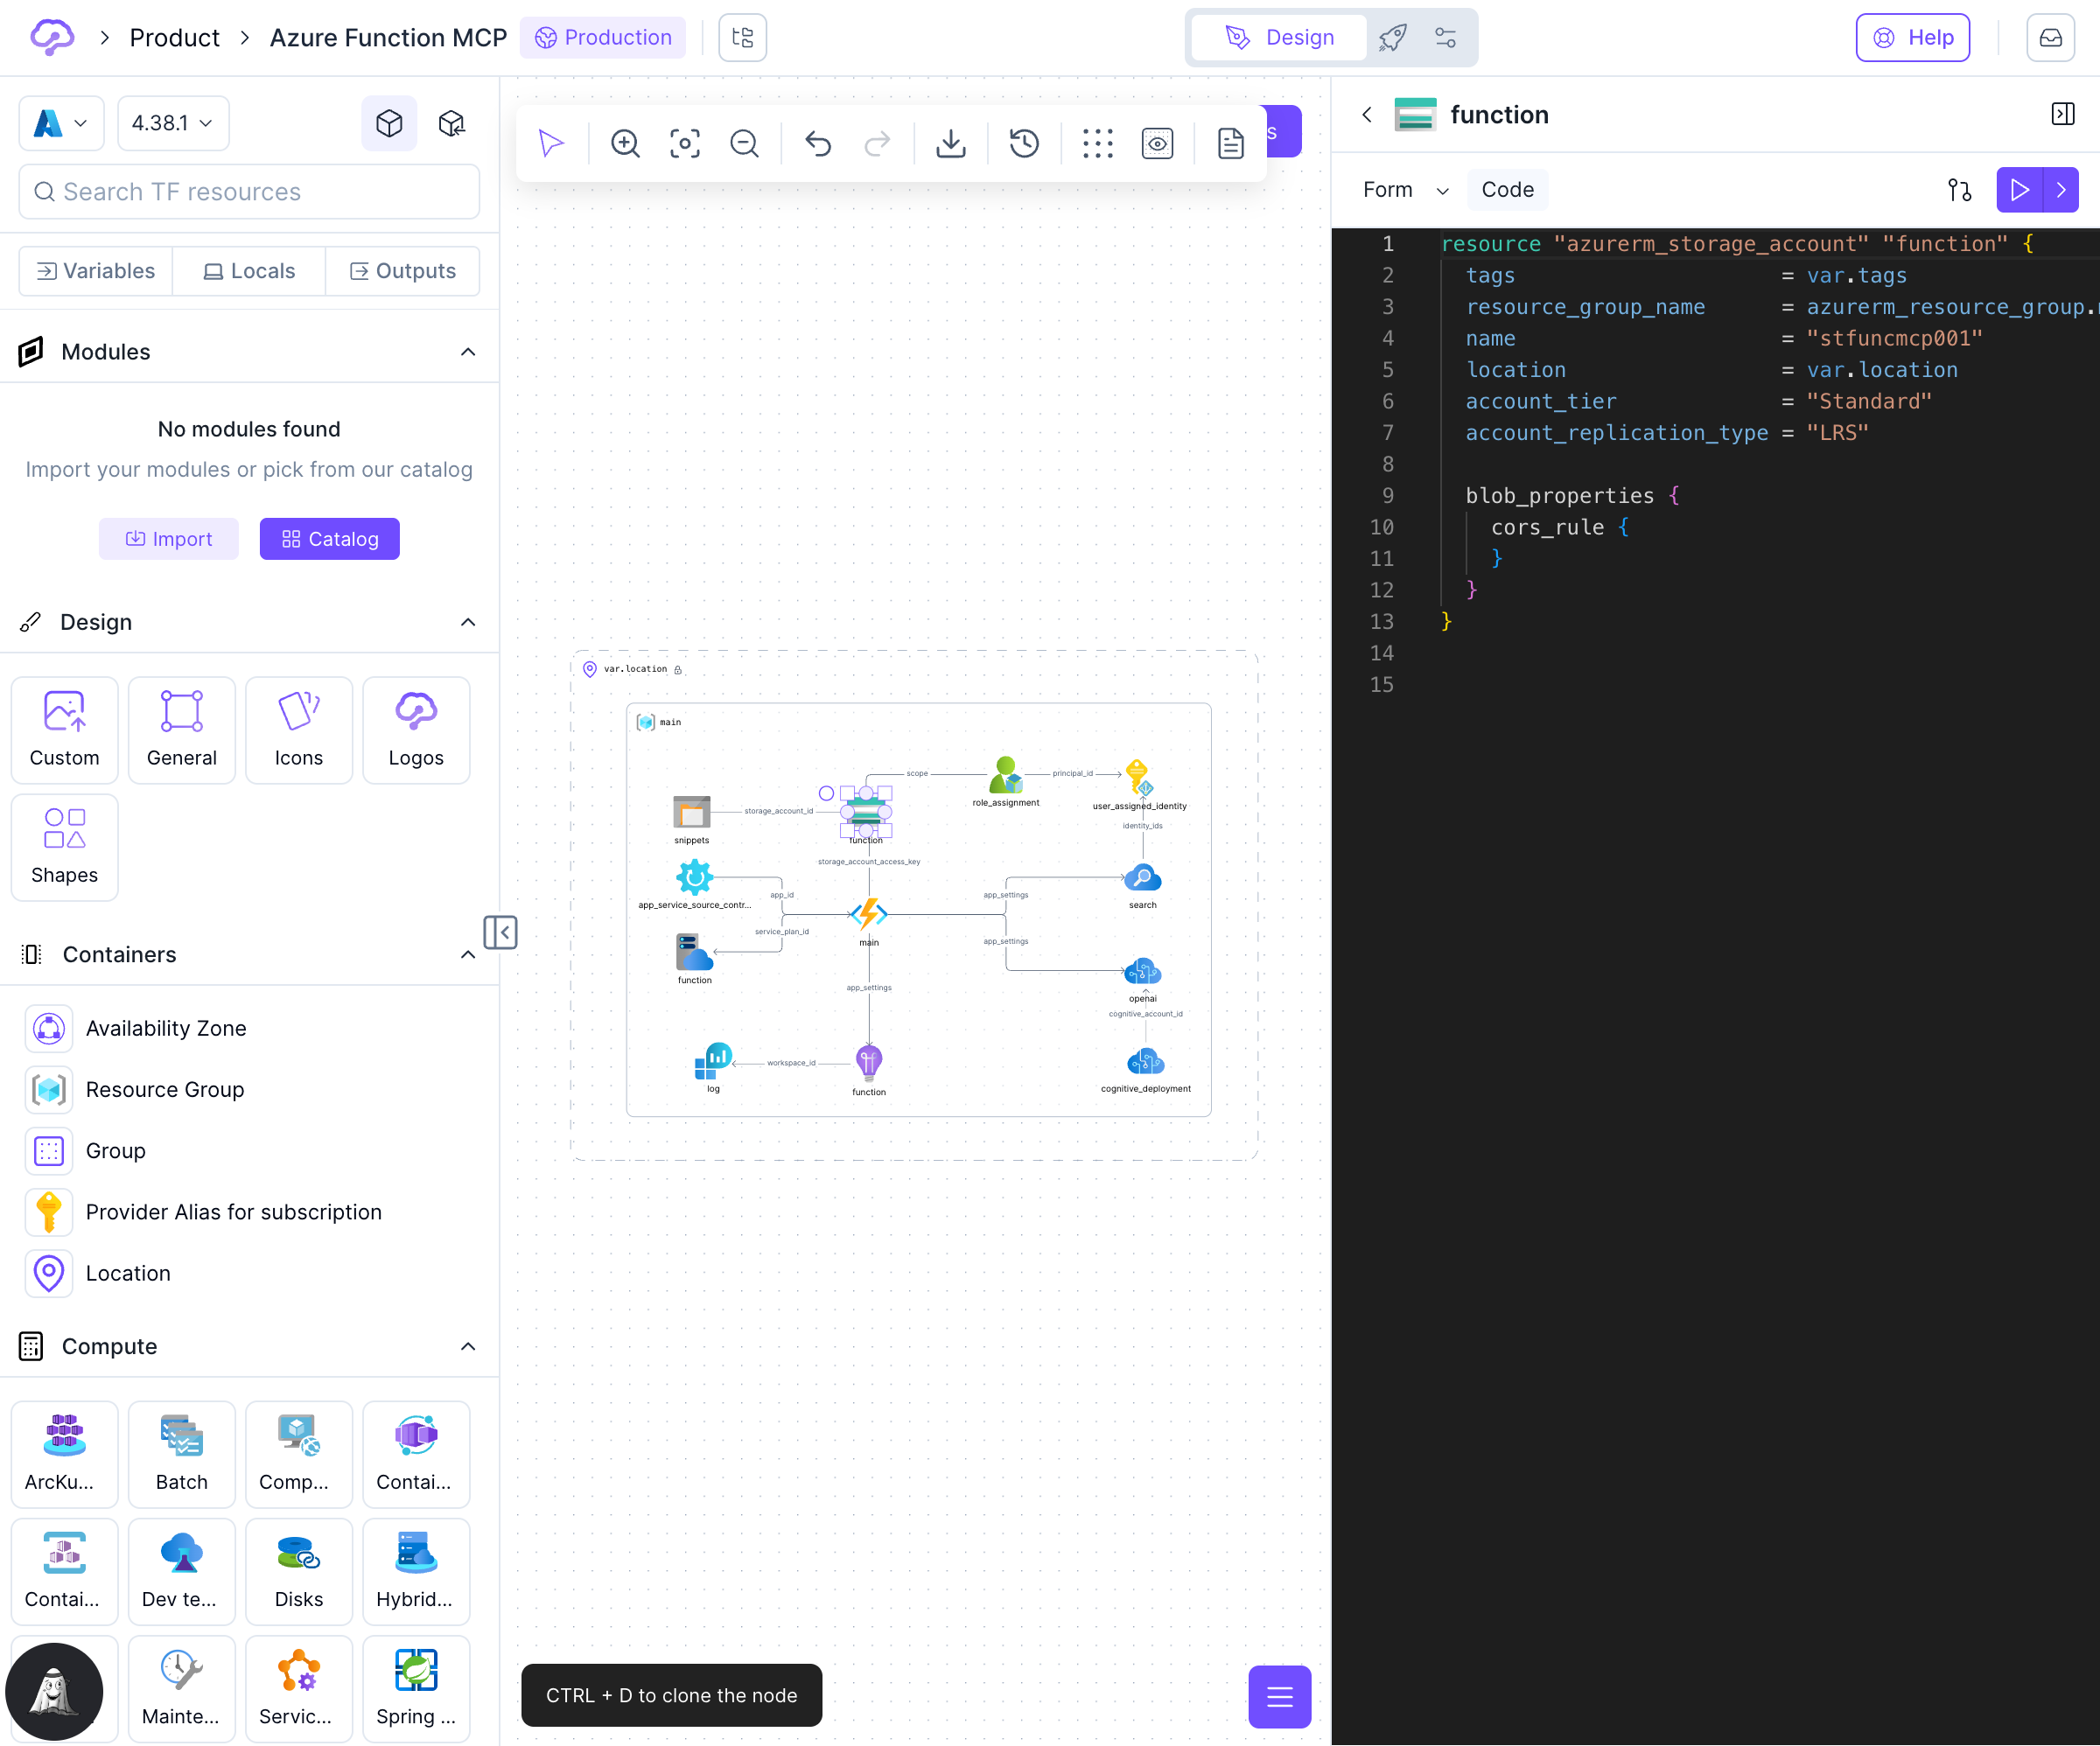 Product
Azure Function MCP
Production
Design
Help
4.38.1
Search TF resources
Variables
Locals
Outputs
Modules
No modules found
Import your modules or pick from our catalog
Import
Catalog
Design
Custom
General
Icons
Logos
Shapes
Containers
Availability Zone
Resource Group
Group
Provider Alias for subscription
Location
Compute
ArcKu...
Batch
Comp...
Contai...
Contai...
Dev te...
Disks
Hybrid...
Mainte...
Servic...
Spring ...
s
var.location
main
scope
principal_id
role_assignment
user_assigned_identity
storage_account_id
snippets
function
identity_ids
storage_account_access_key
app_service_source_contr...
app_id
app_settings
search
main
service_plan_id
app_settings
function
app_settings
openai
cognitive_account_id
log
workspace_id
function
cognitive_deployment
CTRL + D to clone the node
function
Form
Code
1 resource "azurerm_storage_account" "function" {
2 tags = var.tags
3 resource_group_name = azurerm_resource_group.
4 name = "stfuncmcp001"
5 location = var.location
6 account_tier = "Standard"
7 account_replication_type = "LRS"
8
9 blob_properties {
10 cors_rule {
11 }
12 }
13 }
14
15